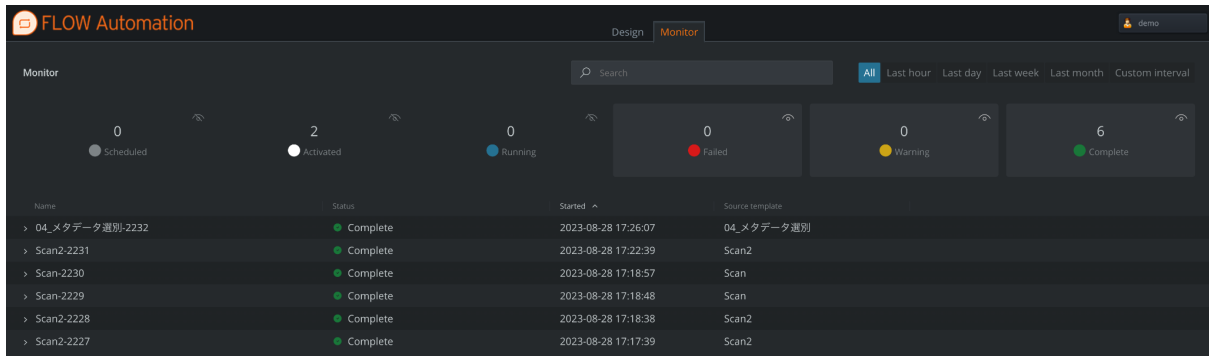 FLOW Automation
Design Monitor
demo
Monitor
Search
All Last hour Last day Last week Last month Custom interval
0 2 0 0 0 6
Scheduled Activated Running Failed Warning Complete
Name Status Started Source template
04_メタデータ選別-2232 Complete 2023-08-28 17:26:07 04_メタデータ選別
Scan2-2231 Complete 2023-08-28 17:22:39 Scan2
Scan-2230 Complete 2023-08-28 17:18:57 Scan
Scan-2229 Complete 2023-08-28 17:18:48 Scan
Scan2-2228 Complete 2023-08-28 17:18:38 Scan2
Scan2-2227 Complete 2023-08-28 17:17:39 Scan2